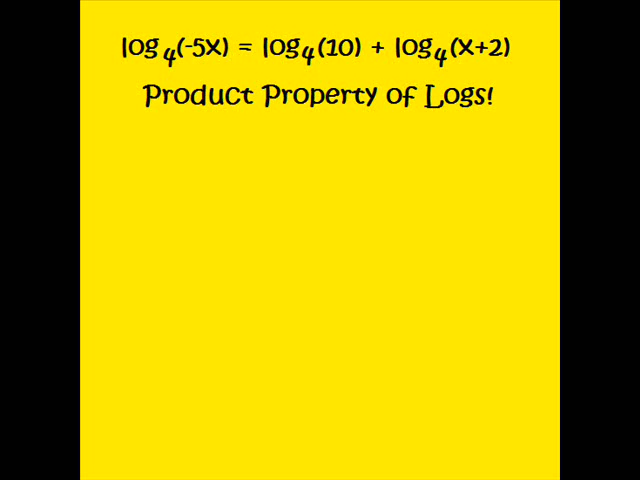 log₄(-5x) = log₄(10) + log₄(x+2)
Product Property of Logs!